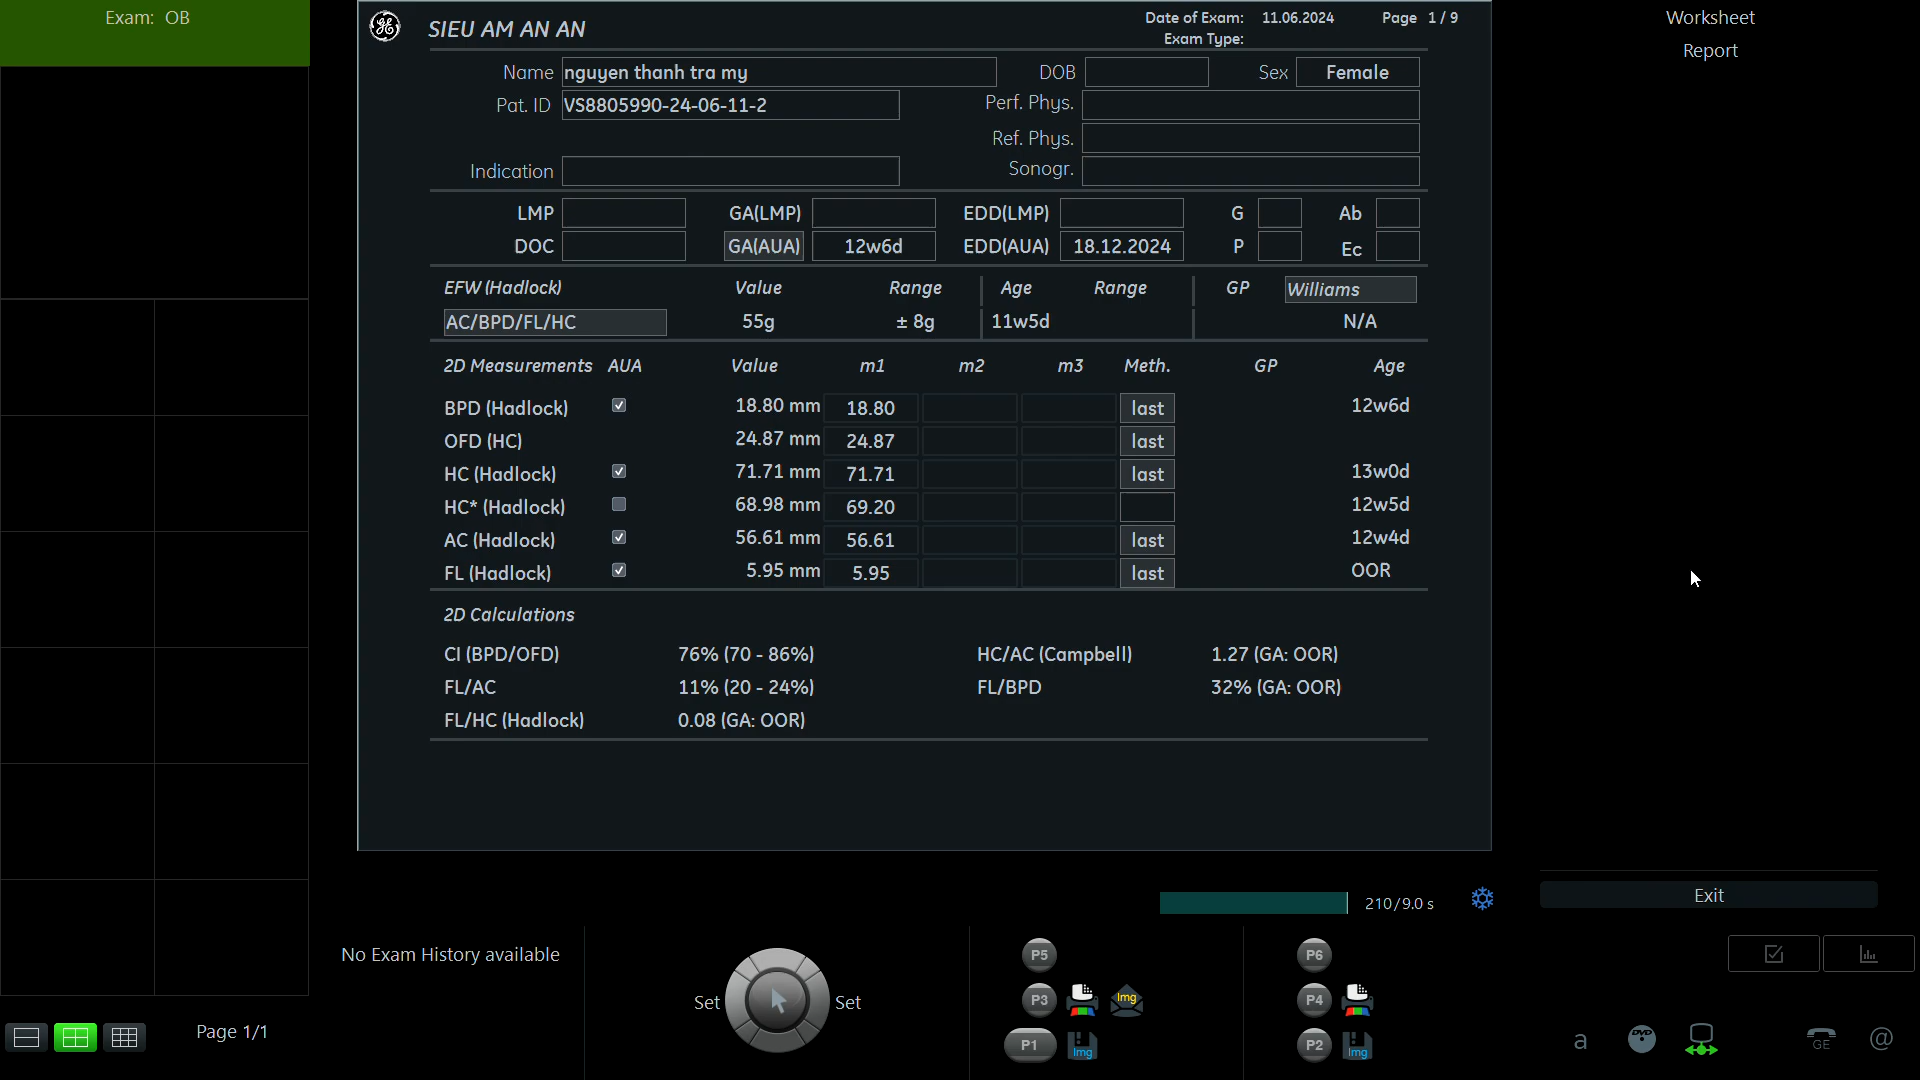 Exam: OB
SIEU AM AN AN
Date of Exam: 11.06.2024 Page 1 / 9
Exam Type:
Name nguyen thanh tra my DOB Sex Female
Pat. ID VS8805990-24-06-11-2 Perf. Phys.
Ref. Phys.
Indication Sonogr.
LMP GA(LMP) EDD(LMP) G Ab
DOC GA(AUA) 12w6d EDD(AUA) 18.12.2024 P Ec
EFW (Hadlock) Value Range Age Range GP Williams
AC/BPD/FL/HC 55g ± 8g 11w5d N/A
2D Measurements AUA Value m1 m2 m3 Meth. GP Age
BPD (Hadlock) 18.80 mm 18.80 last 12w6d
OFD (HC) 24.87 mm 24.87 last
HC (Hadlock) 71.71 mm 71.71 last 13w0d
HC* (Hadlock) 68.98 mm 69.20 12w5d
AC (Hadlock) 56.61 mm 56.61 last 12w4d
FL (Hadlock) 5.95 mm 5.95 last OOR
2D Calculations
CI (BPD/OFD) 76% (70 - 86%) HC/AC (Campbell) 1.27 (GA: OOR)
FL/AC 11% (20 - 24%) FL/BPD 32% (GA: OOR)
FL/HC (Hadlock) 0.08 (GA: OOR)
Worksheet
Report
210/9.0 s
Exit
No Exam History available
Set Set
P5 P6
P3 Img P4
P1 Img P2 Img
Page 1/1
a DVD GE @